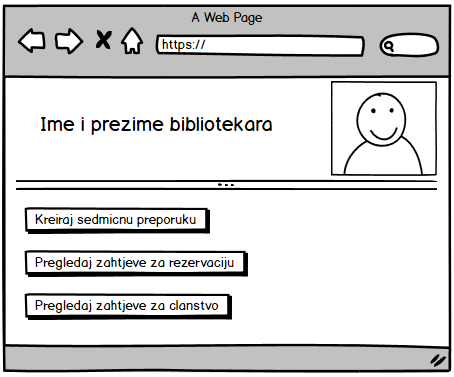 A Web Page
https://
Ime i prezime bibliotekara
Kreiraj sedmicnu preporuku
Pregledaj zahtjeve za rezervaciju
Pregledaj zahtjeve za clanstvo